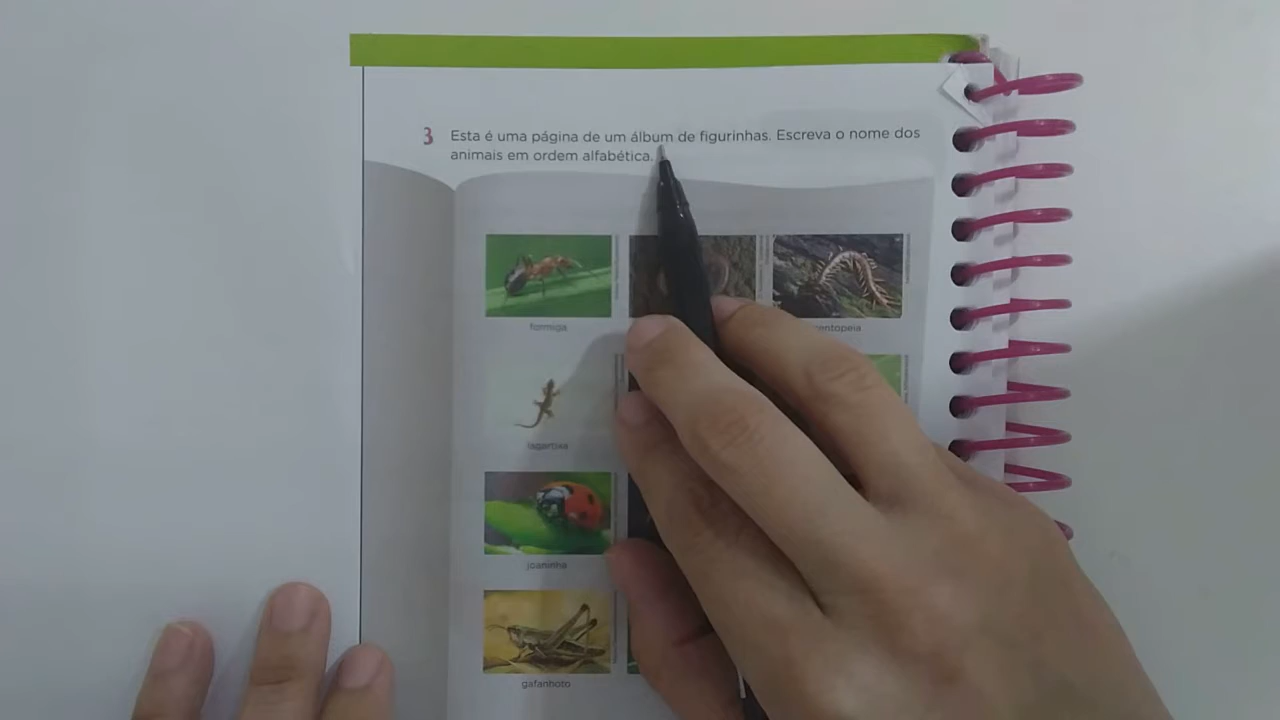 3 Esta é uma página de um álbum de figurinhas. Escreva o nome dos
animais em ordem alfabética.
formiga
lagartixa
joaninha
gafanhoto